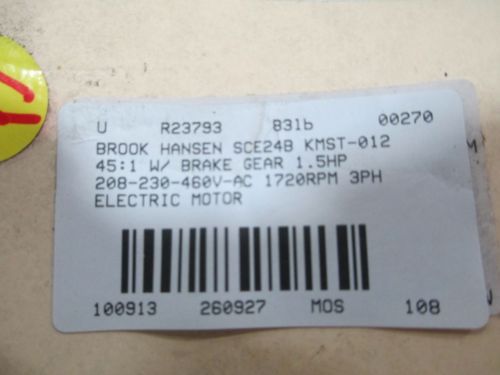 U R23793 831b 00270
BROOK HANSEN SCE24B KMST-012
45:1 W/ BRAKE GEAR 1.5HP
208-230-460V-AC 1720RPM 3PH
ELECTRIC MOTOR
100913 260927 MOS 108